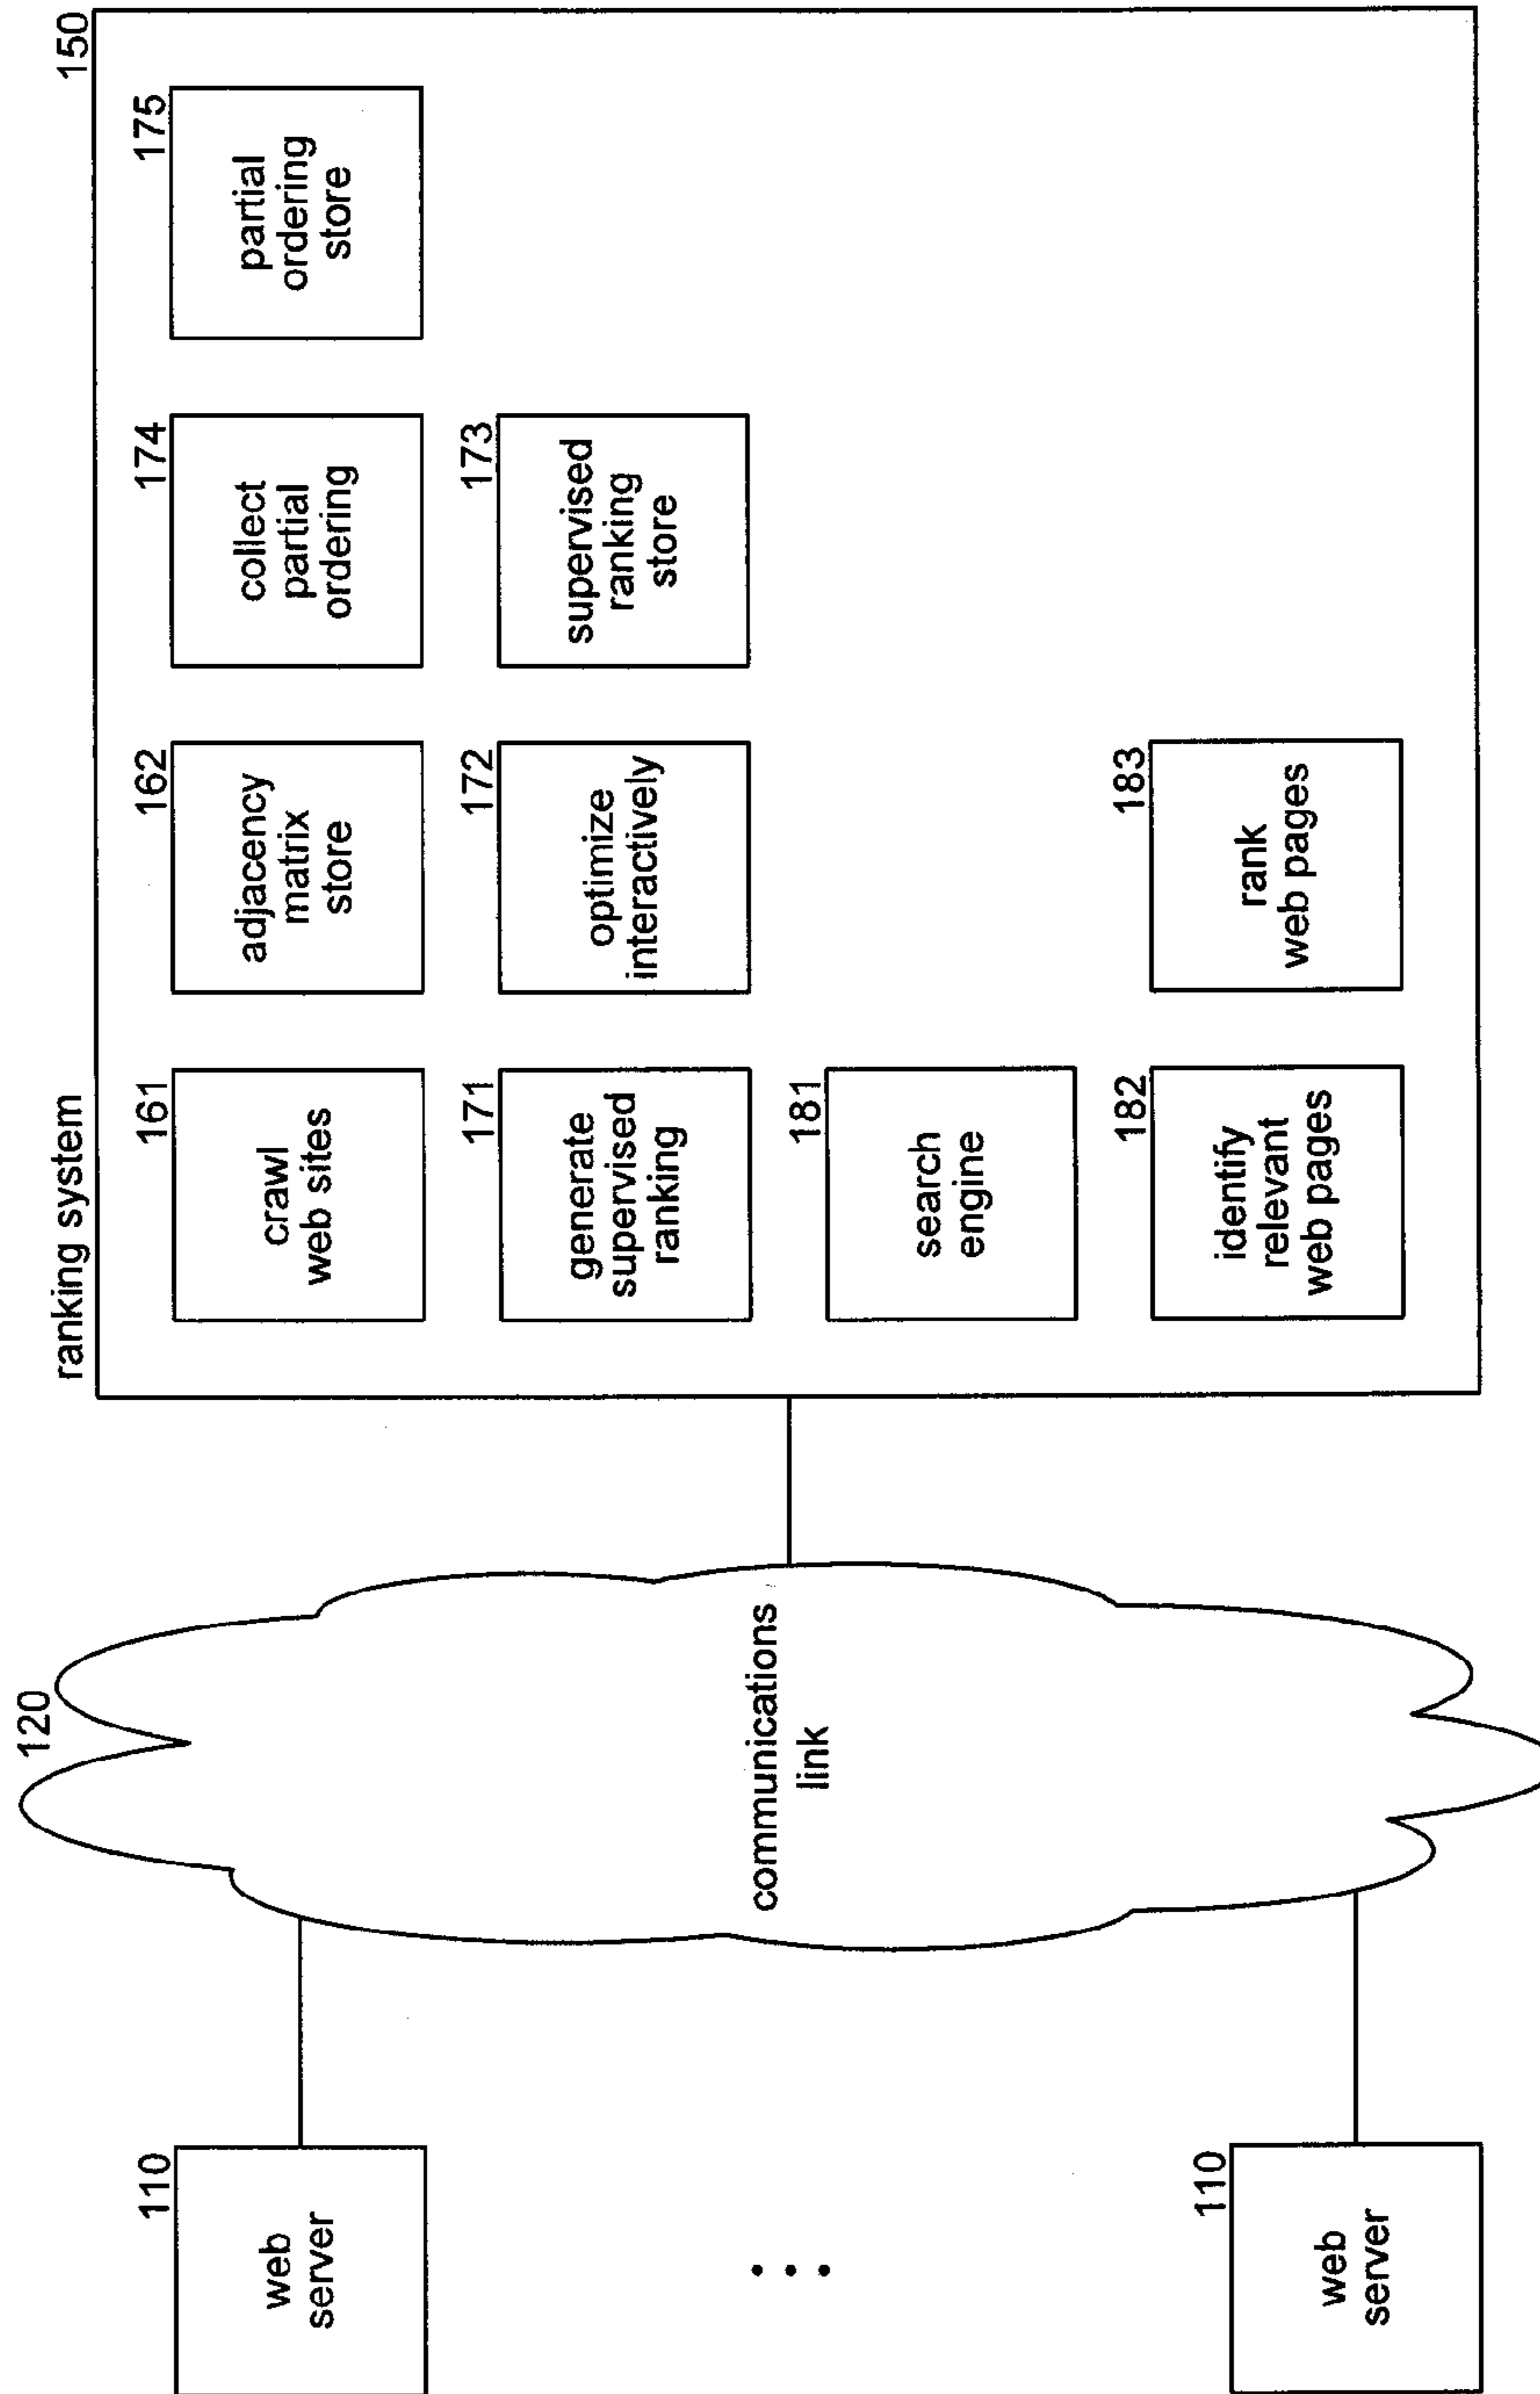 ranking system
150
161
crawl
web sites
162
adjacency
matrix
store
174
collect
partial
ordering
175
partial
ordering
store
171
generate
supervised
ranking
172
optimize
interactively
173
supervised
ranking
store
181
search
engine
182
identify
relevant
web pages
183
rank
web pages
120
communications
link
110
web
server
110
web
server